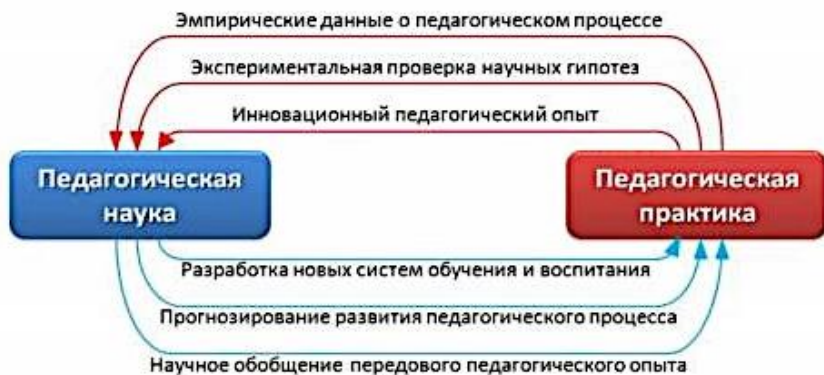 Эмпирические данные о педагогическом процессе
Экспериментальная проверка научных гипотез
Инновационный педагогический опыт
Педагогическая
наука
Педагогическая
практика
Разработка новых систем обучения и воспитания
Прогнозирование развития педагогического процесса
Научное обобщение передового педагогического опыта